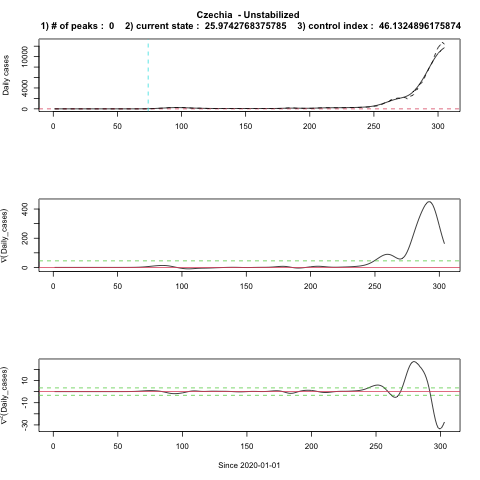 Czechia - Unstabilized
1) # of peaks : 0 2) current state : 25.9742768375785 3) control index : 46.1324896175874
Daily cases
10000
4000
0
0 50 100 150 200 250 300
∇(Daily_cases)
400
200
0
0 50 100 150 200 250 300
∇²(Daily_cases)
10
-10
-30
0 50 100 150 200 250 300
Since 2020-01-01